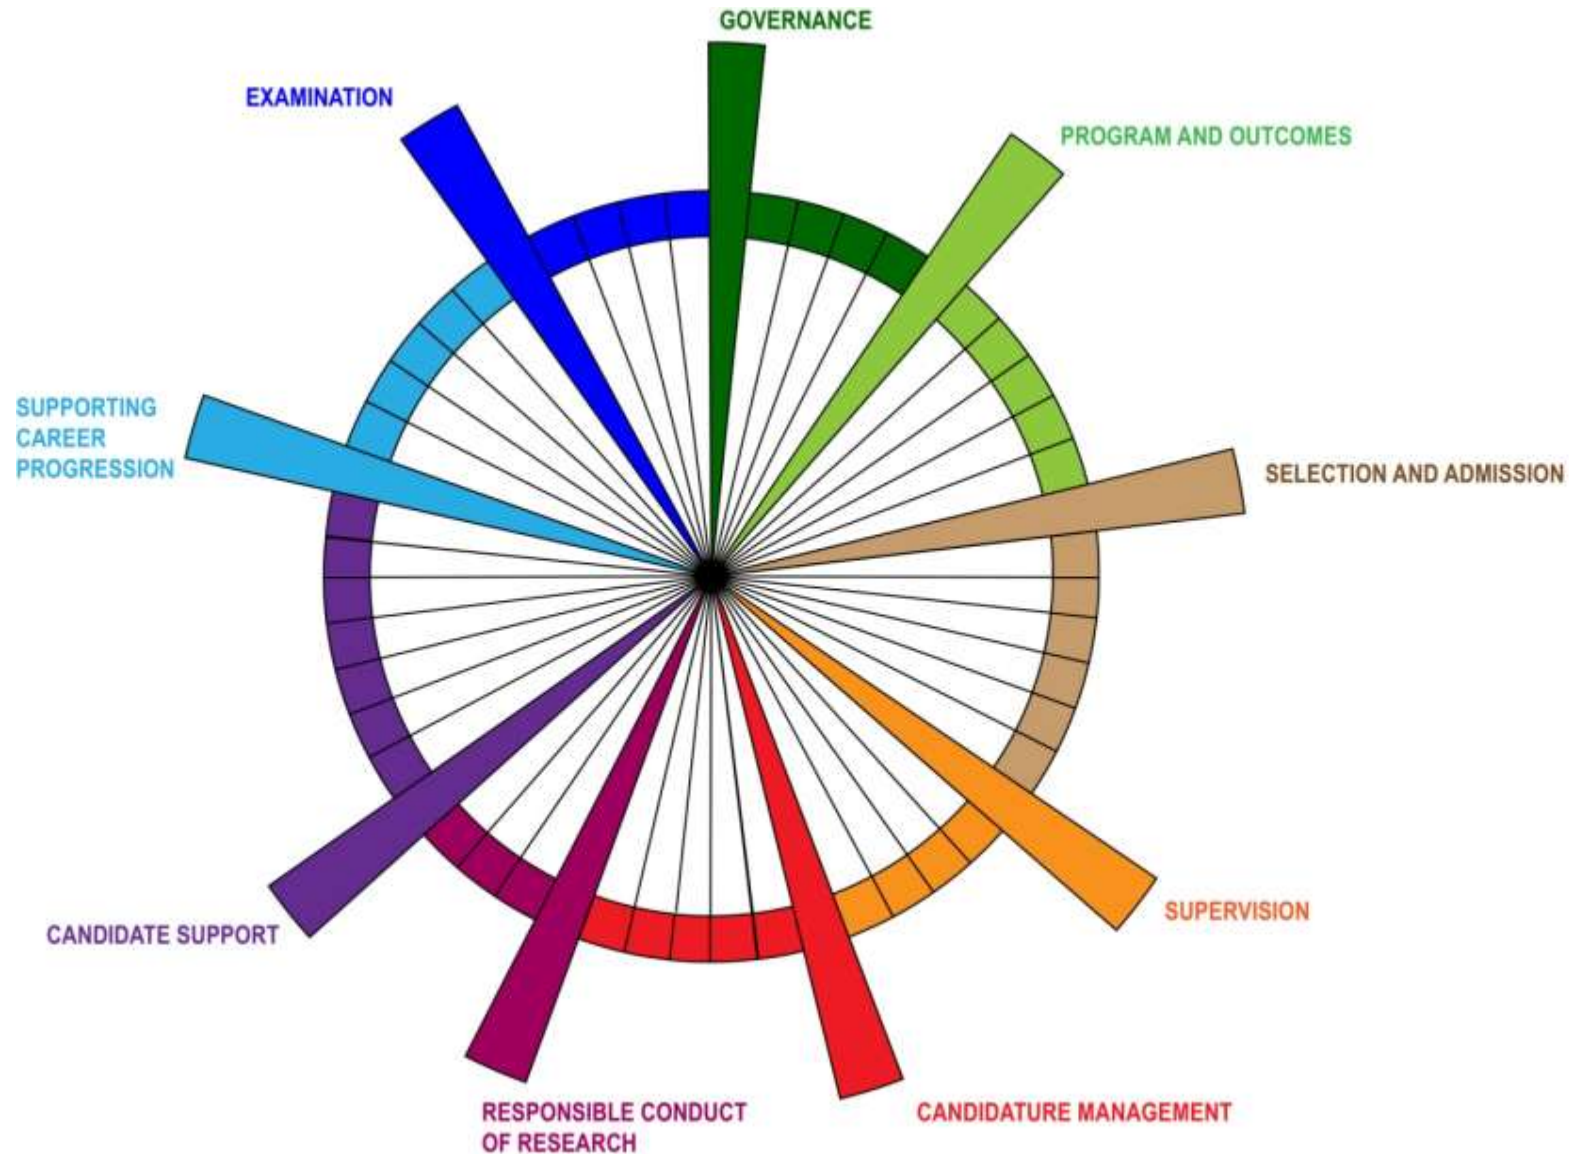 GOVERNANCE
EXAMINATION
PROGRAM AND OUTCOMES
SUPPORTING
CAREER
PROGRESSION
SELECTION AND ADMISSION
CANDIDATE SUPPORT
SUPERVISION
RESPONSIBLE CONDUCT
OF RESEARCH
CANDIDATURE MANAGEMENT